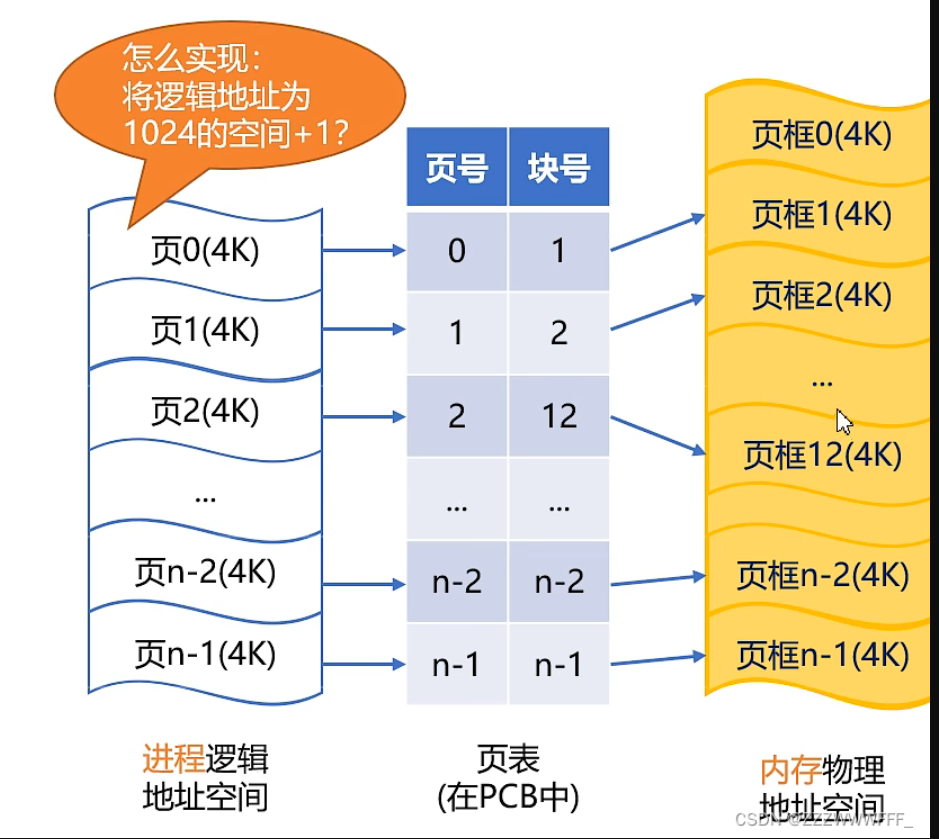 怎么实现：
将逻辑地址为
1024的空间+1？
页0(4K)
页1(4K)
页2(4K)
...
页n-2(4K)
页n-1(4K)
进程逻辑
地址空间
页号 块号
0 1
1 2
2 12
... ...
n-2 n-2
n-1 n-1
页表
(在PCB中)
页框0(4K)
页框1(4K)
页框2(4K)
...
页框12(4K)
页框n-2(4K)
页框n-1(4K)
内存物理
地址空间
CSDN @ZZZWWWFFF_